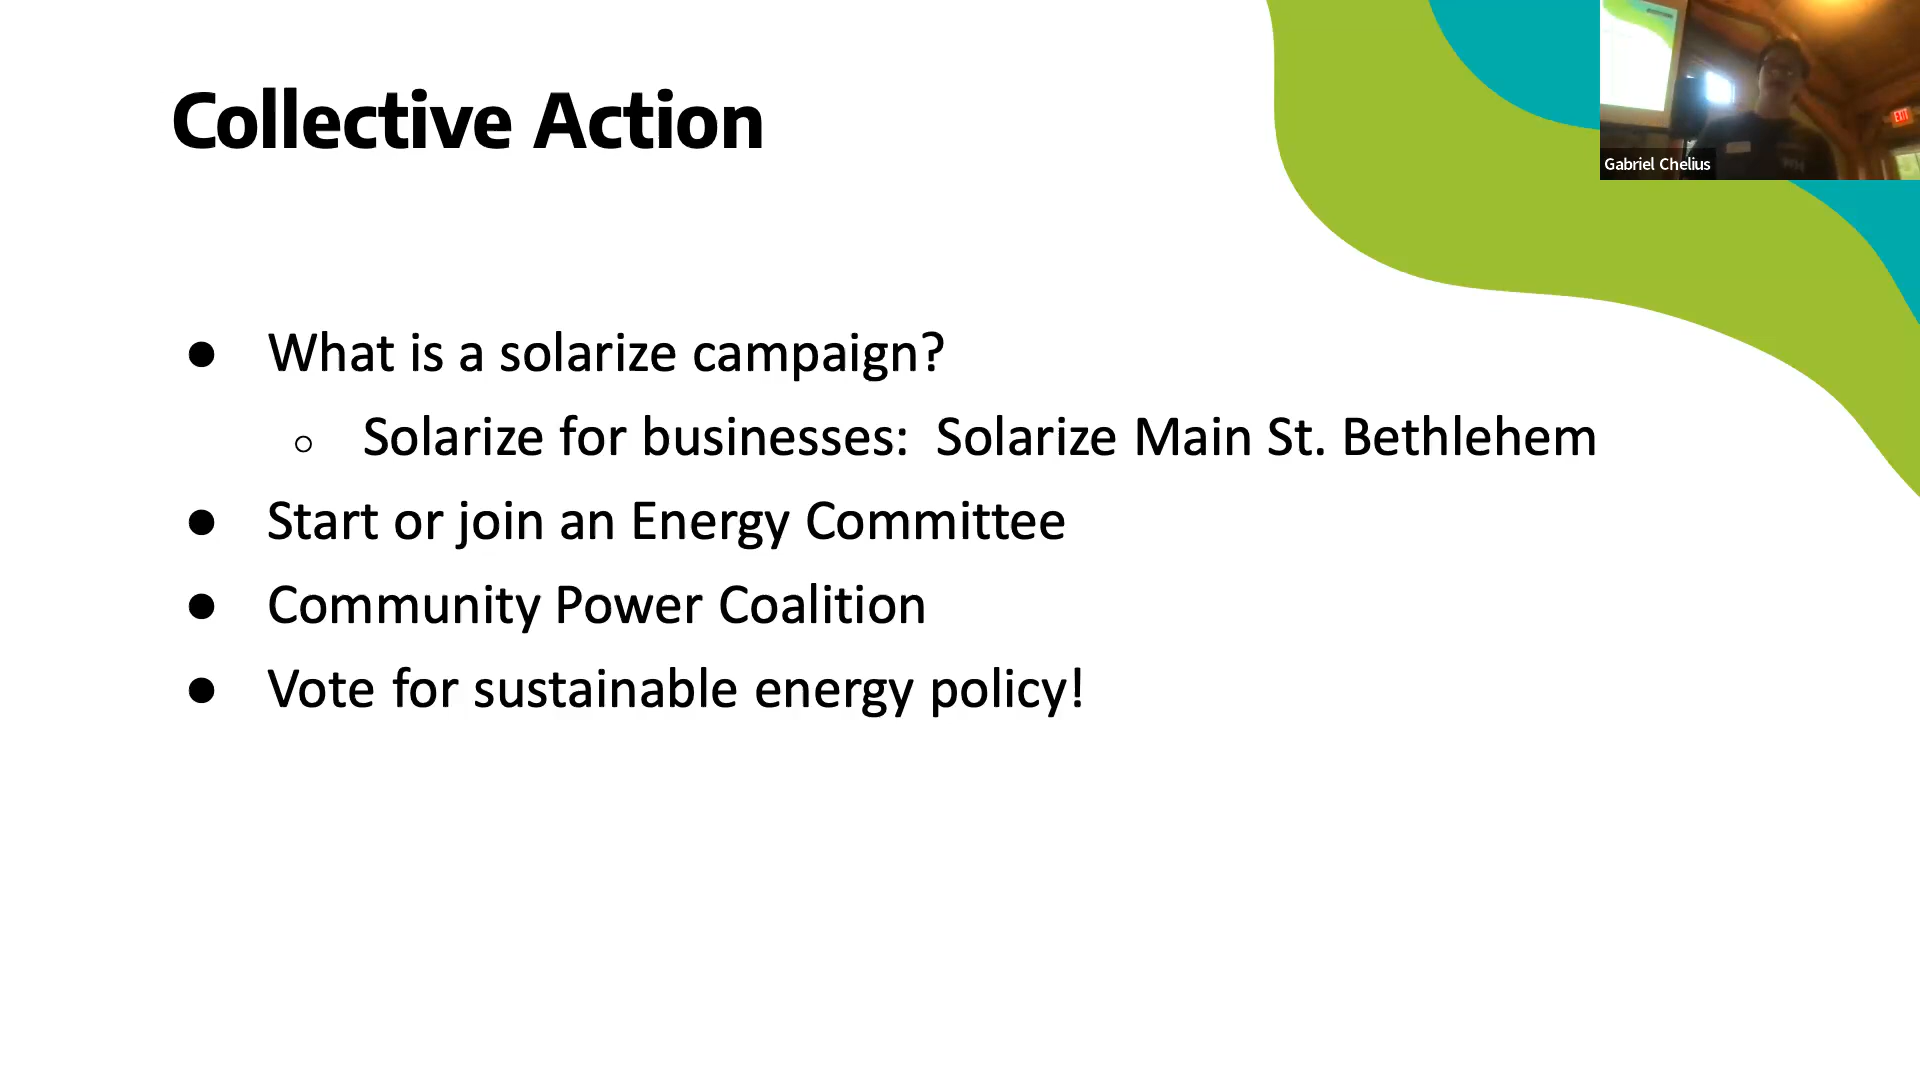 Collective Action
Gabriel Chelius
EXIT
● What is a solarize campaign?
○ Solarize for businesses: Solarize Main St. Bethlehem
● Start or join an Energy Committee
● Community Power Coalition
● Vote for sustainable energy policy!